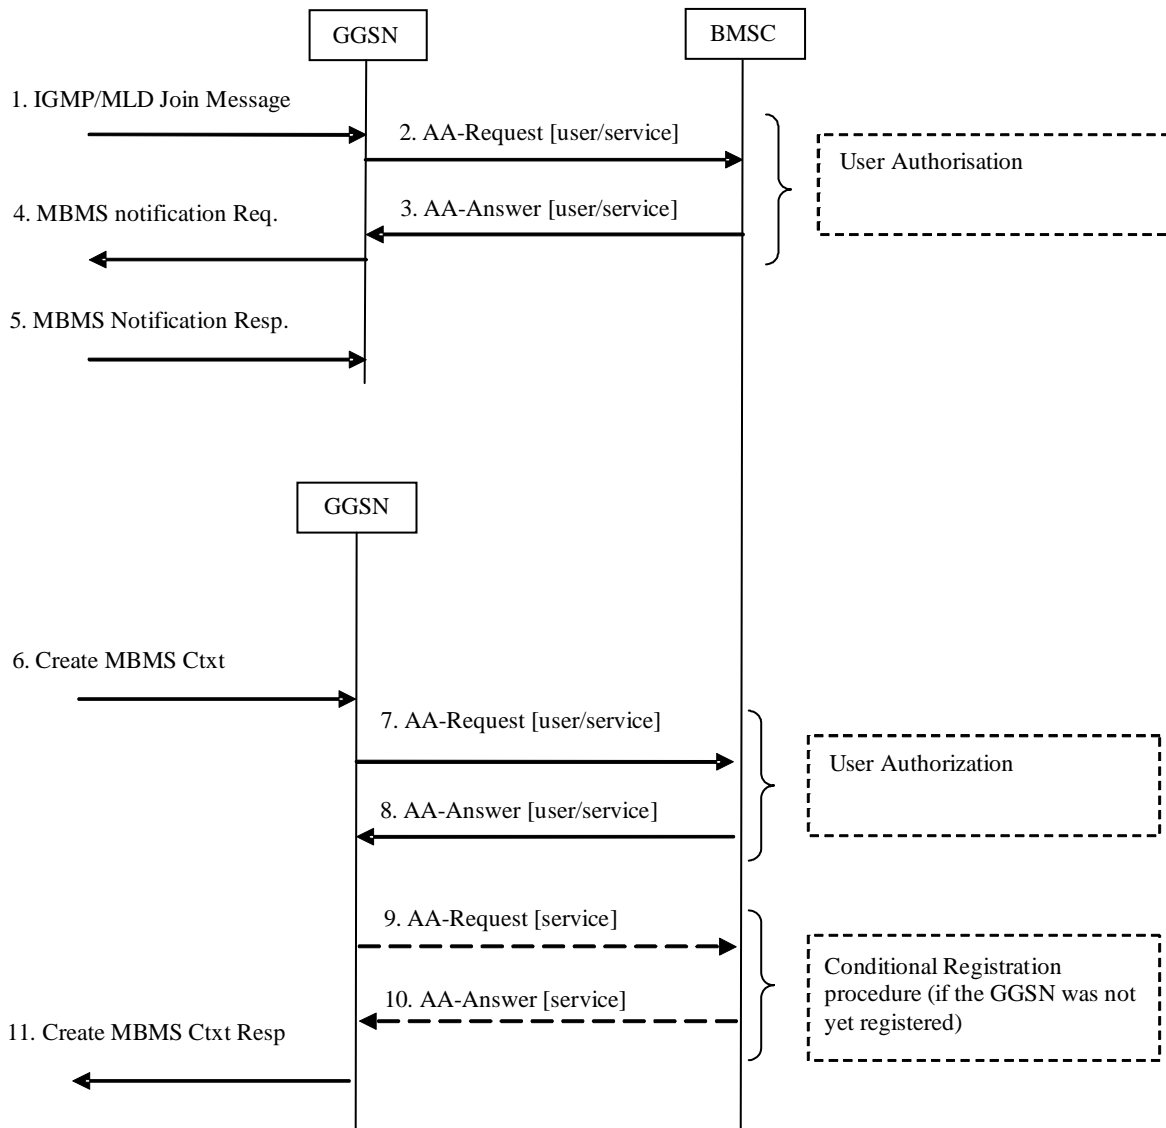 GGSN
BMSC
1. IGMP/MLD Join Message
2. AA-Request [user/service]
User Authorisation
3. AA-Answer [user/service]
4. MBMS notification Req.
5. MBMS Notification Resp.
GGSN
6. Create MBMS Ctxt
7. AA-Request [user/service]
User Authorization
8. AA-Answer [user/service]
9. AA-Request [service]
Conditional Registration
procedure (if the GGSN was not
yet registered)
10. AA-Answer [service]
11. Create MBMS Ctxt Resp